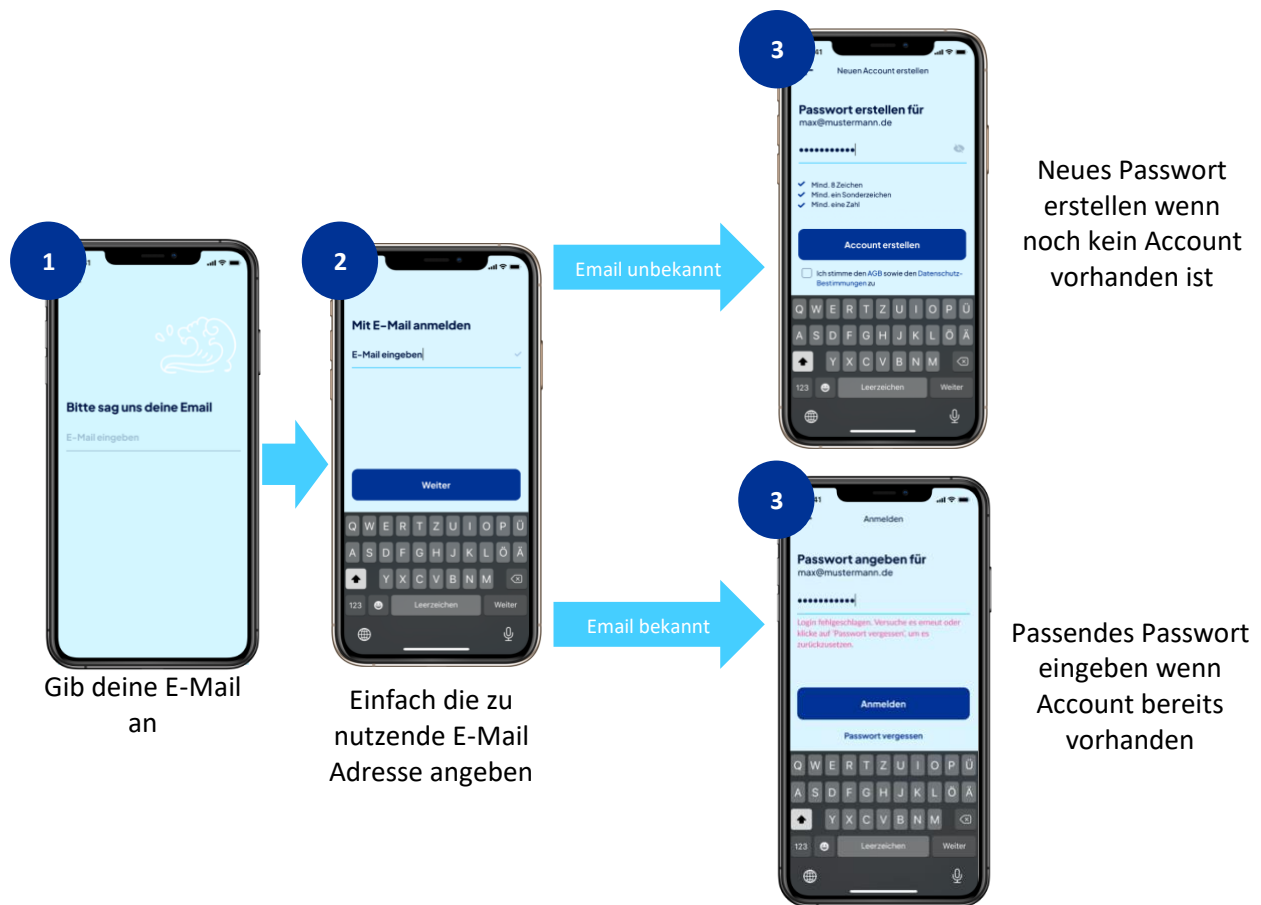 1
Bitte sag uns deine Email
E-Mail eingeben
Gib deine E-Mail
an
2
Mit E-Mail anmelden
E-Mail eingeben
Weiter
Q W E R T Z U I O P Ü
A S D F G H J K L Ö Ä
Y X C V B N M
123 Leerzeichen Weiter
Einfach die zu
nutzende E-Mail
Adresse angeben
Email unbekannt
3
41
Neuen Account erstellen
Passwort erstellen für
max@mustermann.de
Mind. 8 Zeichen
Mind. ein Sonderzeichen
Mind. eine Zahl
Account erstellen
Ich stimme den AGB sowie den Datenschutz-
Bestimmungen zu
Q W E R T Z U I O P Ü
A S D F G H J K L Ö Ä
Y X C V B N M
123 Leerzeichen Weiter
Neues Passwort
erstellen wenn
noch kein Account
vorhanden ist
Email bekannt
3
41
Anmelden
Passwort angeben für
max@mustermann.de
Login fehlgeschlagen. Versuche es erneut oder
klicke auf 'Passwort vergessen', um es
zurückzusetzen.
Anmelden
Passwort vergessen
Q W E R T Z U I O P Ü
A S D F G H J K L Ö Ä
Y X C V B N M
123 Leerzeichen Weiter
Passendes Passwort
eingeben wenn
Account bereits
vorhanden